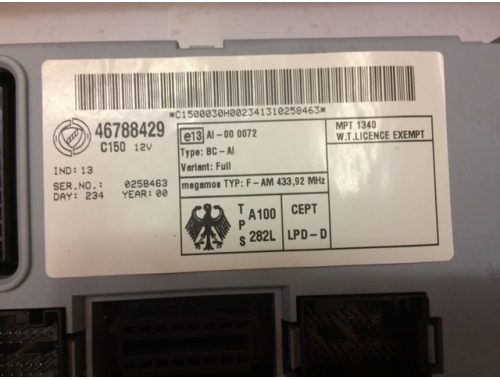 *C1500030H002341310258463*
46788429
C150 12V
IND: 13
SER.NO.: 0258463
DAY: 234 YEAR: 00
e13 AI-00 0072
Type: BC-AI
Variant: Full
megamos TYP: F-AM 433,92 MHz
TPS A100 282L
CEPT
LPD-D
MPT 1340
W.T.LICENCE EXEMPT